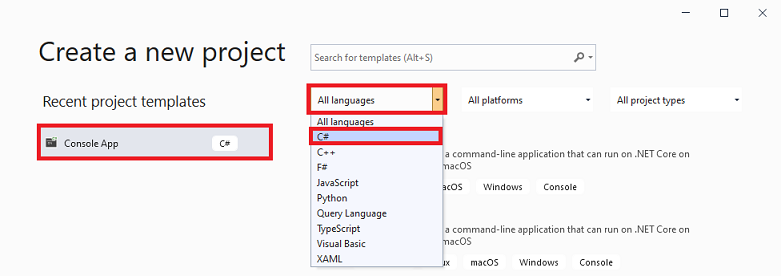 Create a new project
Search for templates (Alt+S)
Recent project templates
All languages
All platforms
All project types
Console App
C#
All languages
C#
C++
F#
JavaScript
Python
Query Language
TypeScript
Visual Basic
XAML
a command-line application that can run on .NET Core on
macOS
macOS Windows Console
a command-line application that can run on .NET Core on
macOS
macOS Windows Console